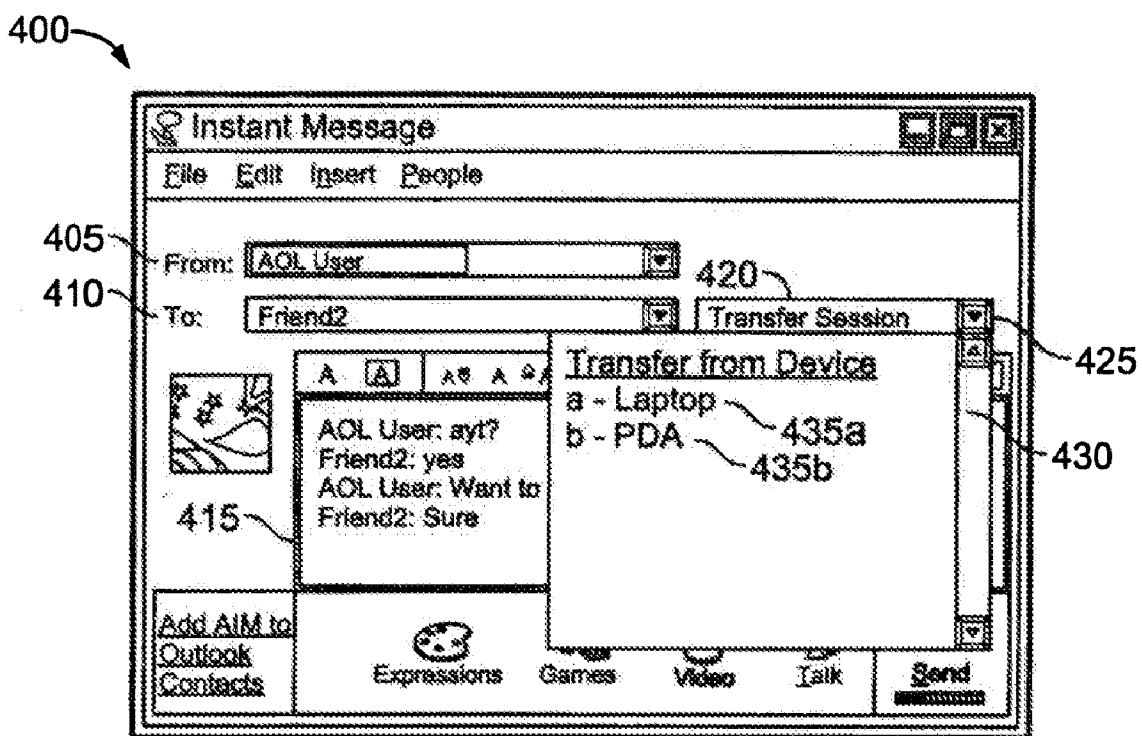 400
Instant Message
File Edit Insert People
405
From: AOL User
410
To: Friend2
420
Transfer Session
425
A A A A A
Transfer from Device
a - Laptop
435a
b - PDA
435b
430
AOL User: ayt?
Friend2: yes
AOL User: Want to
Friend2: Sure
415
Add AIM to
Outlook
Contacts
Expressions Games Video Talk Send